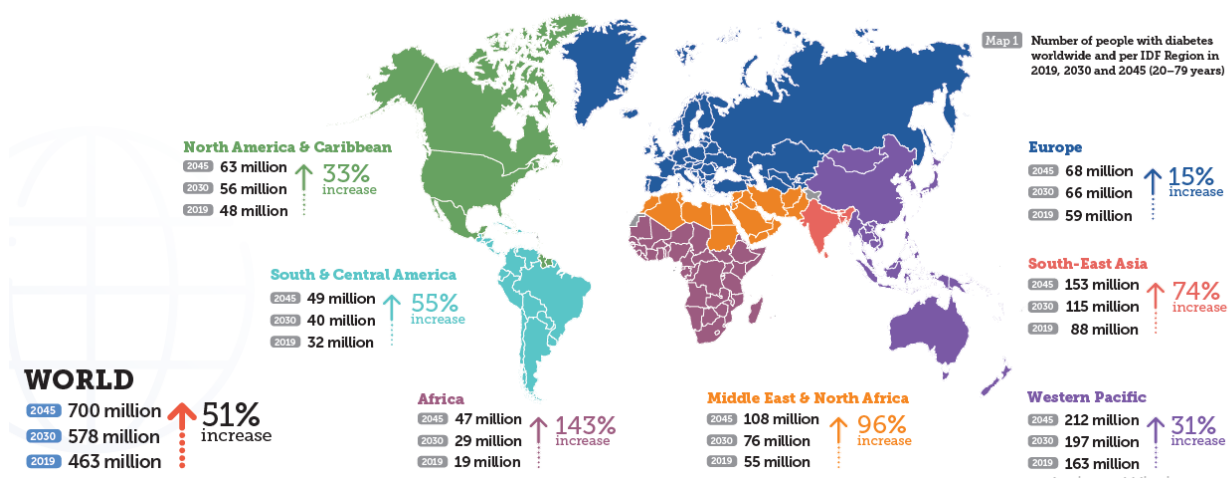 Map 1
Number of people with diabetes
worldwide and per IDF Region in
2019, 2030 and 2045 (20–79 years)
North America & Caribbean
2045 63 million
2030 56 million
2019 48 million
33%
increase
Europe
2045 68 million
2030 66 million
2019 59 million
15%
increase
South & Central America
2045 49 million
2030 40 million
2019 32 million
55%
increase
South-East Asia
2045 153 million
2030 115 million
2019 88 million
74%
increase
WORLD
2045 700 million
2030 578 million
2019 463 million
51%
increase
Africa
2045 47 million
2030 29 million
2019 19 million
143%
increase
Middle East & North Africa
2045 108 million
2030 76 million
2019 55 million
96%
increase
Western Pacific
2045 212 million
2030 197 million
2019 163 million
31%
increase